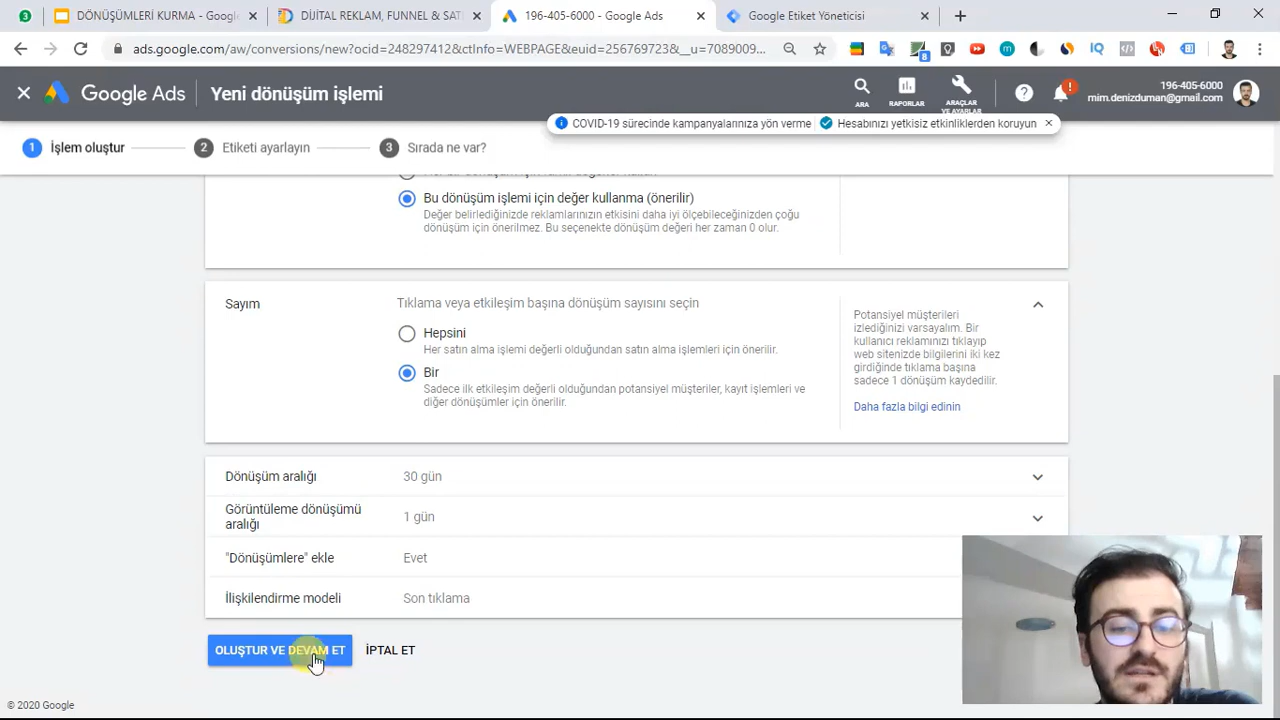 DÖNÜŞÜMLERİ KURMA - Google
DİJİTAL REKLAM, FUNNEL & SAT
196-405-6000 - Google Ads
Google Etiket Yöneticisi
ads.google.com/aw/conversions/new?ocid=248297412&ctInfo=WEBPAGE&euid=256769723&__u=7089009...
Google Ads
Yeni dönüşüm işlemi
ARA
RAPORLAR
ARAÇLAR
VE AYARLAR
196-405-6000
mim.denizduman@gmail.com
COVID-19 sürecinde kampanyalarınıza yön verme
Hesabınızı yetkisiz etkinliklerden koruyun
1 İşlem oluştur
2 Etiketi ayarlayın
3 Sırada ne var?
Bu dönüşüm işlemi için değer kullanma (önerilir)
Değer belirlediğinizde reklamlarınızın etkisini daha iyi ölçebileceğinizden çoğu
dönüşüm için önerilmez. Bu seçenekte dönüşüm değeri her zaman 0 olur.
Sayım
Tıklama veya etkileşim başına dönüşüm sayısını seçin
Hepsini
Her satın alma işlemi değerli olduğundan satın alma işlemleri için önerilir.
Bir
Sadece ilk etkileşim değerli olduğundan potansiyel müşteriler, kayıt işlemleri ve
diğer dönüşümler için önerilir.
Potansiyel müşterileri
izlediğinizi varsayalım. Bir
kullanıcı reklamınızı tıklayıp
web sitenizde bilgilerini iki kez
girdiğinde tıklama başına
sadece 1 dönüşüm kaydedilir.
Daha fazla bilgi edinin
Dönüşüm aralığı
30 gün
Görüntüleme dönüşümü
aralığı
1 gün
"Dönüşümlere" ekle
Evet
İlişkilendirme modeli
Son tıklama
OLUŞTUR VE DEVAM ET
İPTAL ET
© 2020 Google